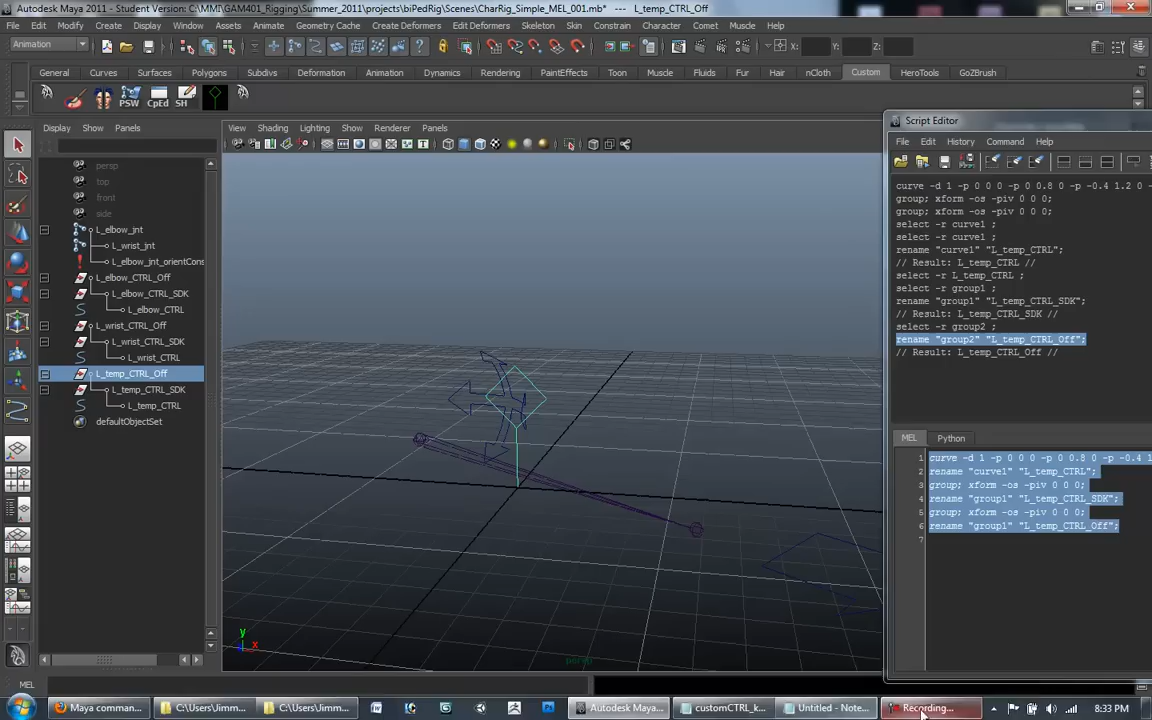 Autodesk Maya 2011 - Student Version: C:\MMI\GAM401_Rigging\Summer_2011\projects\biPedRig\Scenes\CharRig_Simple_MEL_001.mb* --- L_temp_CTRL_Off
File Edit Modify Create Display Window Assets Animate Geometry Cache Create Deformers Edit Deformers Skeleton Skin Constrain Character Muscle Help
Animation X: Y: Z:
General Curves Surfaces Polygons Subdivs Deformation Animation Dynamics Rendering PaintEffects Toon Muscle Fluids Fur Hair nCloth Custom HeroTools GoZBrush
PSW CpEd SH
Script Editor
Display Show Panels
View Shading Lighting Show Renderer Panels
File Edit History Command Help
persp
top
front
side
L_elbow_jnt
L_wrist_jnt
L_elbow_jnt_orientCons
L_elbow_CTRL_Off
L_elbow_CTRL_SDK
L_elbow_CTRL
L_wrist_CTRL_Off
L_wrist_CTRL_SDK
L_wrist_CTRL
L_temp_CTRL_Off
L_temp_CTRL_SDK
L_temp_CTRL
defaultObjectSet
curve -d 1 -p 0 0 0 -p 0 0.8 0 -p -0.4 1.2 0 -
group; xform -os -piv 0 0 0;
group; xform -os -piv 0 0 0;
select -r curve1 ;
select -r curve1 ;
rename "curve1" "L_temp_CTRL";
// Result: L_temp_CTRL //
select -r L_temp_CTRL ;
select -r group1 ;
rename "group1" "L_temp_CTRL_SDK";
// Result: L_temp_CTRL_SDK //
select -r group2 ;
rename "group2" "L_temp_CTRL_Off";
// Result: L_temp_CTRL_Off //
MEL Python
1 curve -d 1 -p 0 0 0 -p 0 0.8 0 -p -0.4 1
2 rename "curve1" "L_temp_CTRL";
3 group; xform -os -piv 0 0 0;
4 rename "group1" "L_temp_CTRL_SDK";
5 group; xform -os -piv 0 0 0;
6 rename "group1" "L_temp_CTRL_Off";
7
y
x
persp
MEL
Maya comman... C:\Users\Jimm... C:\Users\Jimm... Autodesk Maya... customCTRL_k... Untitled - Note... Recording... 8:33 PM